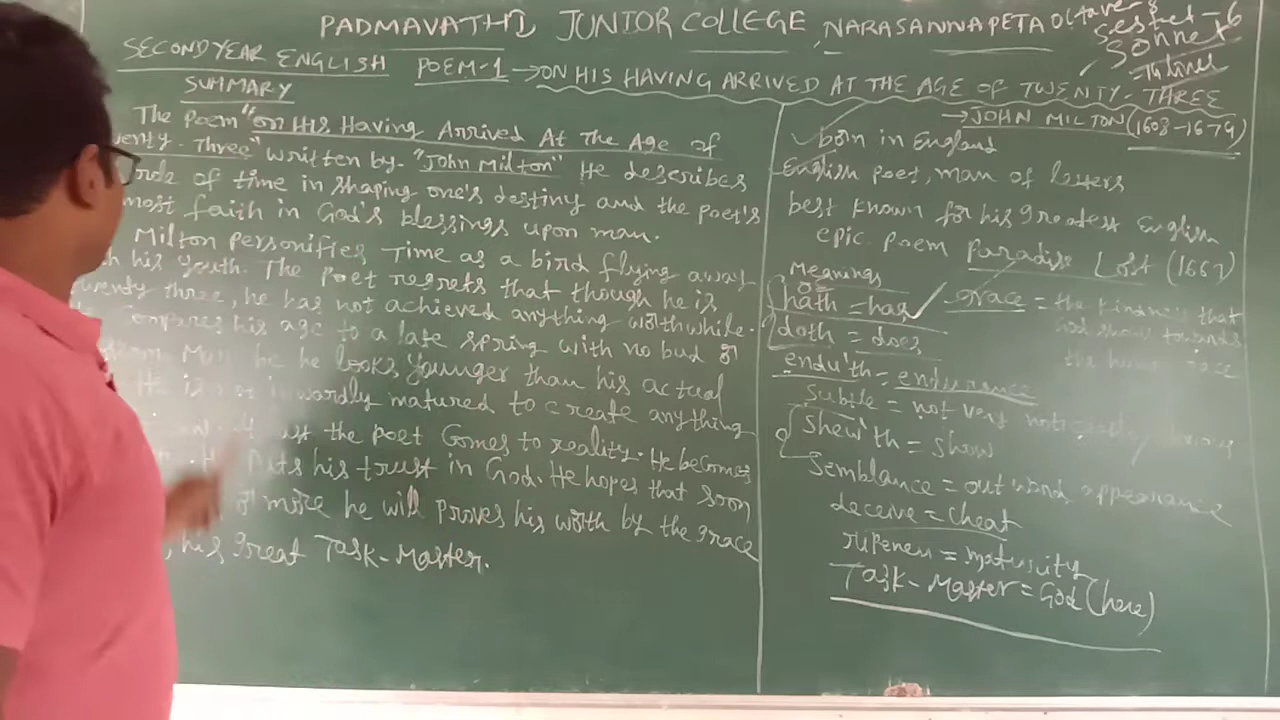 PADMAVATHI JUNIOR COLLEGE, NARASANNAPETA
Octave-8
Sestet-6
Sonnet
-14 lines
SECOND YEAR ENGLISH POEM-1 → ON HIS HAVING ARRIVED AT THE AGE OF TWENTY-THREE
→ JOHN MILTON (1608-1674)
SUMMARY
The Poem "On His Having Arrived At the Age of
Three" written by "John Milton" He describes
of time in shaping one's destiny and the poet's
most faith in God's blessings upon man.
Milton personifies Time as a bird flying away
his youth. The poet regrets that though he is
twenty three, he has not achieved anything worthwhile.
his age to a late spring with no bud or
he looks younger than his actual
He is not inwardly matured to create anything
the poet Comes to reality. He becomes
his trust in God. He hopes that soon
or more he will proves his worth by the grace
his great Task-Master.
born in England
English poet, man of letters
best known for his greatest English
epic poem Paradise Lost (1667)
Meanings
hath = has
doth = does
endu'th = endurance
subtle = not very noticeable
shew'th = show
Semblance = outward appearance
deceive = cheat
ripeness = maturity
Task-Master = God (here)
grace = the kindness that
God shows towards
the human race